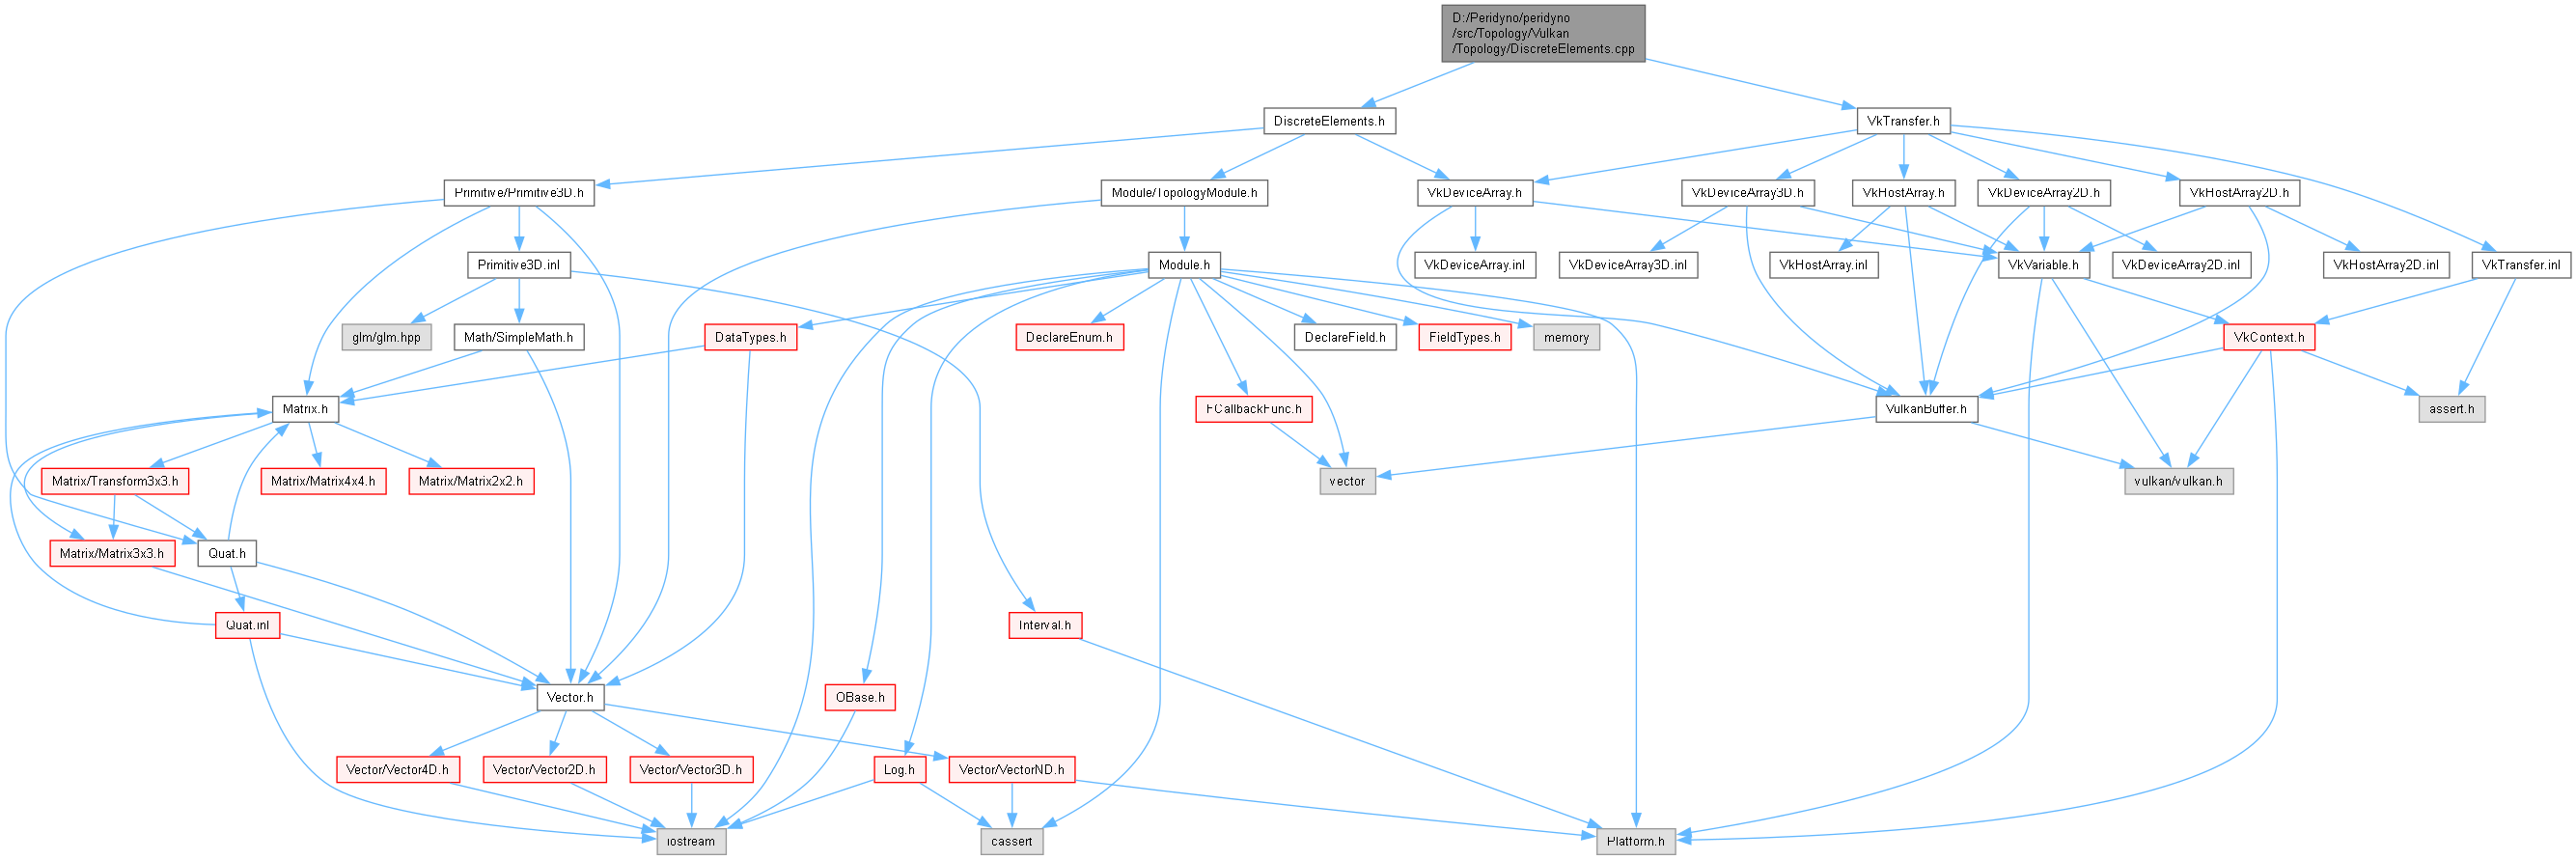 D:/Peridyno/peridyno
/src/Topology/Vulkan
/Topology/DiscreteElements.cpp
DiscreteElements.h
VkTransfer.h
Primitive/Primitive3D.h
Module/TopologyModule.h
VkDeviceArray.h
VkDeviceArray3D.h
VkHostArray.h
VkDeviceArray2D.h
VkHostArray2D.h
Primitive3D.inl
Module.h
VkDeviceArray.inl
VkDeviceArray3D.inl
VkHostArray.inl
VkVariable.h
VkDeviceArray2D.inl
VkHostArray2D.inl
VkTransfer.inl
glm/glm.hpp
Math/SimpleMath.h
DataTypes.h
DeclareEnum.h
DeclareField.h
FieldTypes.h
memory
VkContext.h
Matrix.h
FCallbackFunc.h
VulkanBuffer.h
assert.h
Matrix/Transform3x3.h
Matrix/Matrix4x4.h
Matrix/Matrix2x2.h
vector
vulkan/vulkan.h
Matrix/Matrix3x3.h
Quat.h
Quat.inl
Interval.h
Vector.h
OBase.h
Vector/Vector4D.h
Vector/Vector2D.h
Vector/Vector3D.h
Log.h
Vector/VectorND.h
iostream
cassert
Platform.h